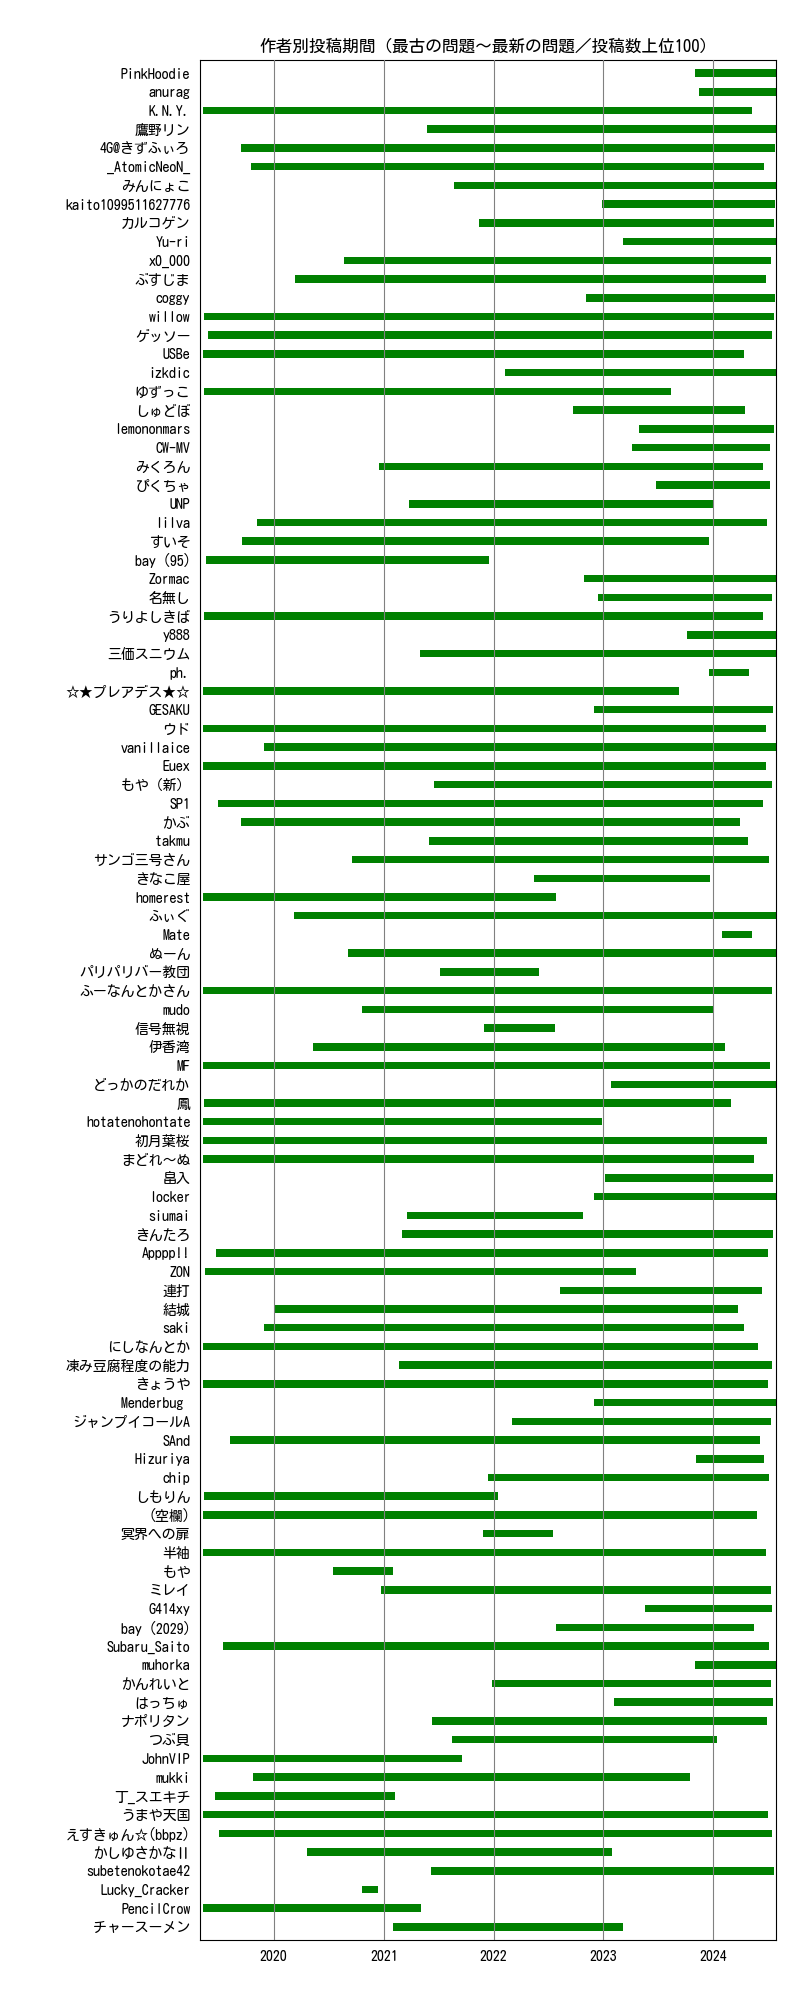 作者別投稿期間（最古の問題～最新の問題／投稿数上位100）
PinkHoodie
anurag
K.N.Y.
鷹野リン
4G@きずふぃろ
_AtomicNeoN_
みんにょこ
kaito1099511627776
カルコゲン
Yu-ri
x0_000
ぶすじま
coggy
willow
ゲッソー
USBe
izkdic
ゆずっこ
しゅどぼ
lemononmars
CW-MV
みくろん
ぴくちゃ
UNP
lilva
すいそ
bay (95)
Zormac
名無し
うりよしきば
y888
三価スニウム
ph.
☆★プレアデス★☆
GESAKU
ウド
vanillaice
Euex
もや（新）
SP1
かぶ
takmu
サンゴ三号さん
きなこ屋
homerest
ふぃぐ
Mate
ぬーん
パリパリバー教団
ふーなんとかさん
mudo
信号無視
伊香湾
MF
どっかのだれか
鳳
hotatenohontate
初月葉桜
まどれ～ぬ
畠入
locker
siumai
きんたろ
Appppll
ZON
連打
結城
saki
にしなんとか
凍み豆腐程度の能力
きょうや
Menderbug
ジャンプイコールA
SAnd
Hizuriya
chip
しもりん
(空欄)
冥界への扉
半袖
もや
ミレイ
G414xy
bay (2029)
Subaru_Saito
muhorka
かんれいと
はっちゅ
ナポリタン
つぶ貝
JohnVIP
mukki
丁_スエキチ
うまや天国
えすきゅん☆(bbpz)
かしゆさかなⅡ
subetenokotae42
Lucky_Cracker
PencilCrow
チャースーメン
2020 2021 2022 2023 2024